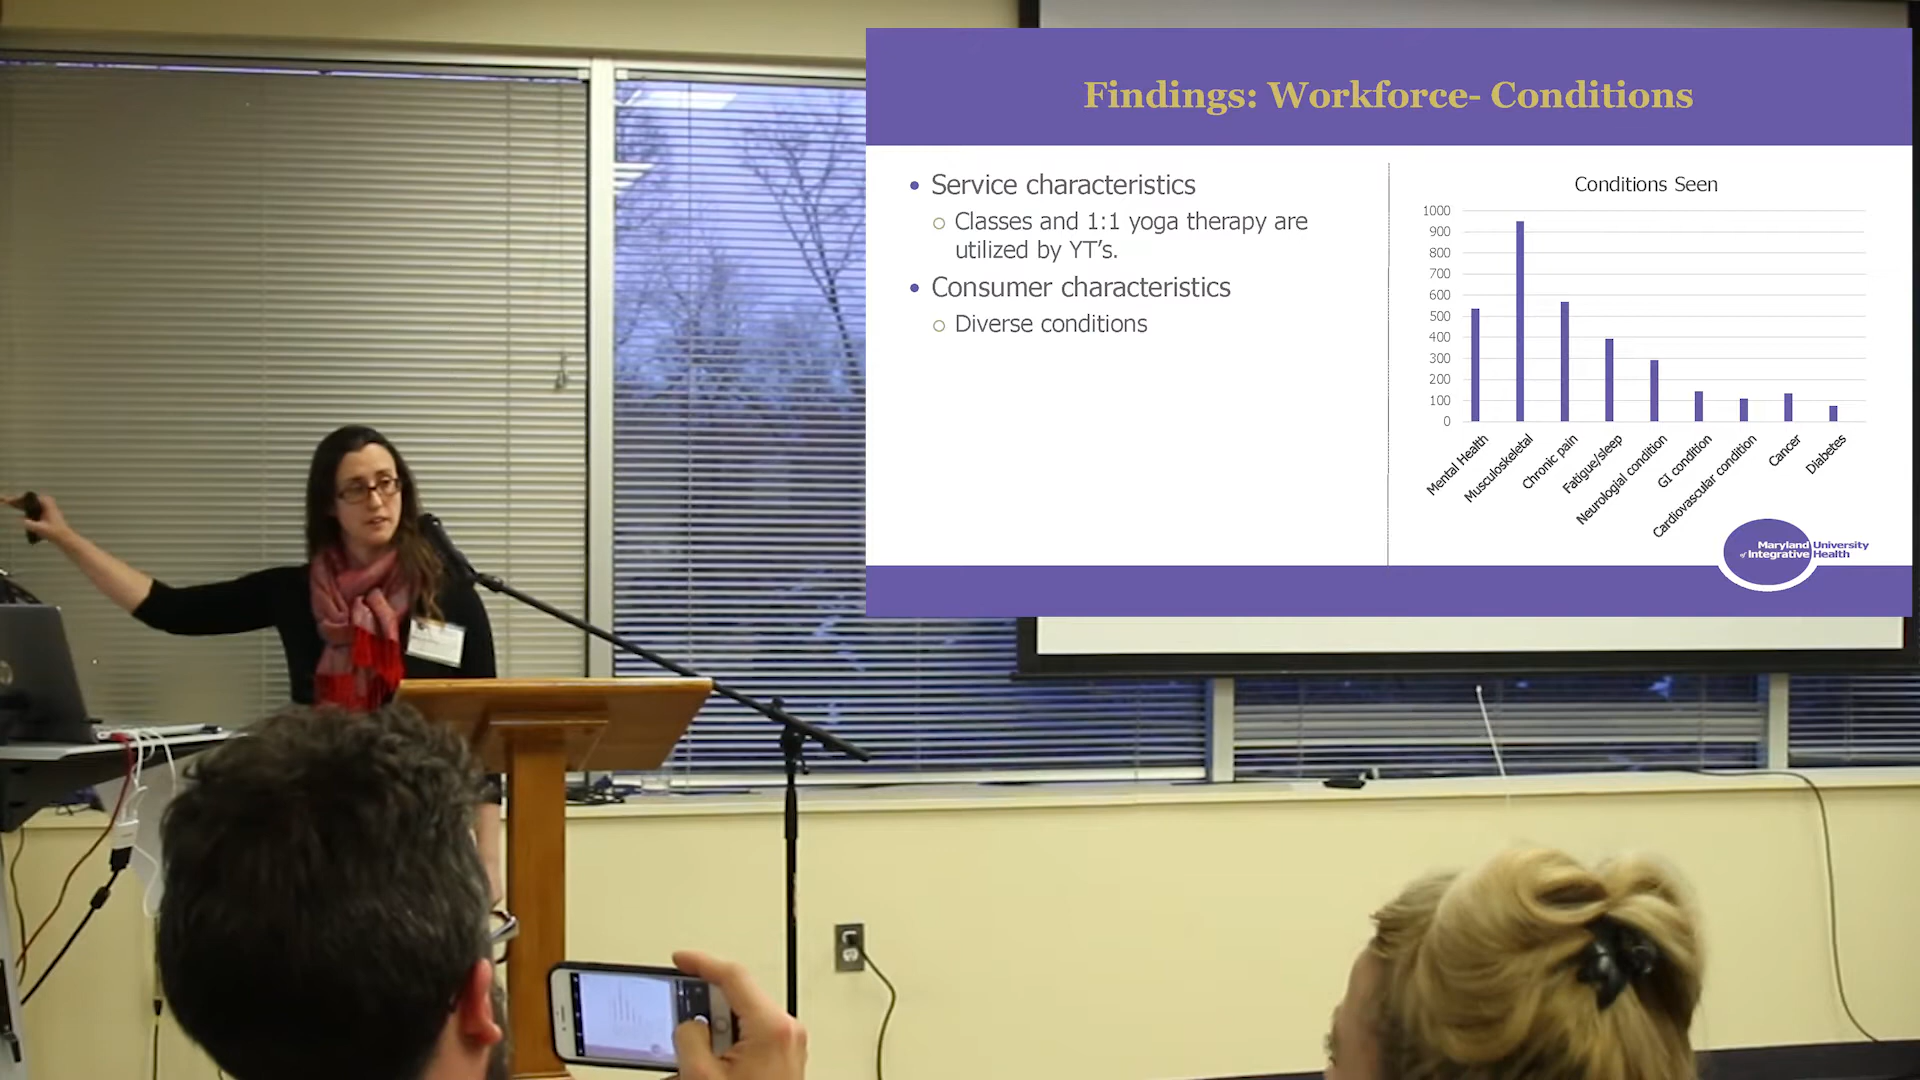 Findings: Workforce- Conditions
• Service characteristics
○ Classes and 1:1 yoga therapy are
utilized by YT's.
• Consumer characteristics
○ Diverse conditions
Conditions Seen
1000
900
800
700
600
500
400
300
200
100
0
Mental Health
Musculoskeletal
Chronic pain
Fatigue/sleep
Neurologial condition
GI condition
Cardiovascular condition
Cancer
Diabetes
Maryland University
of Integrative Health